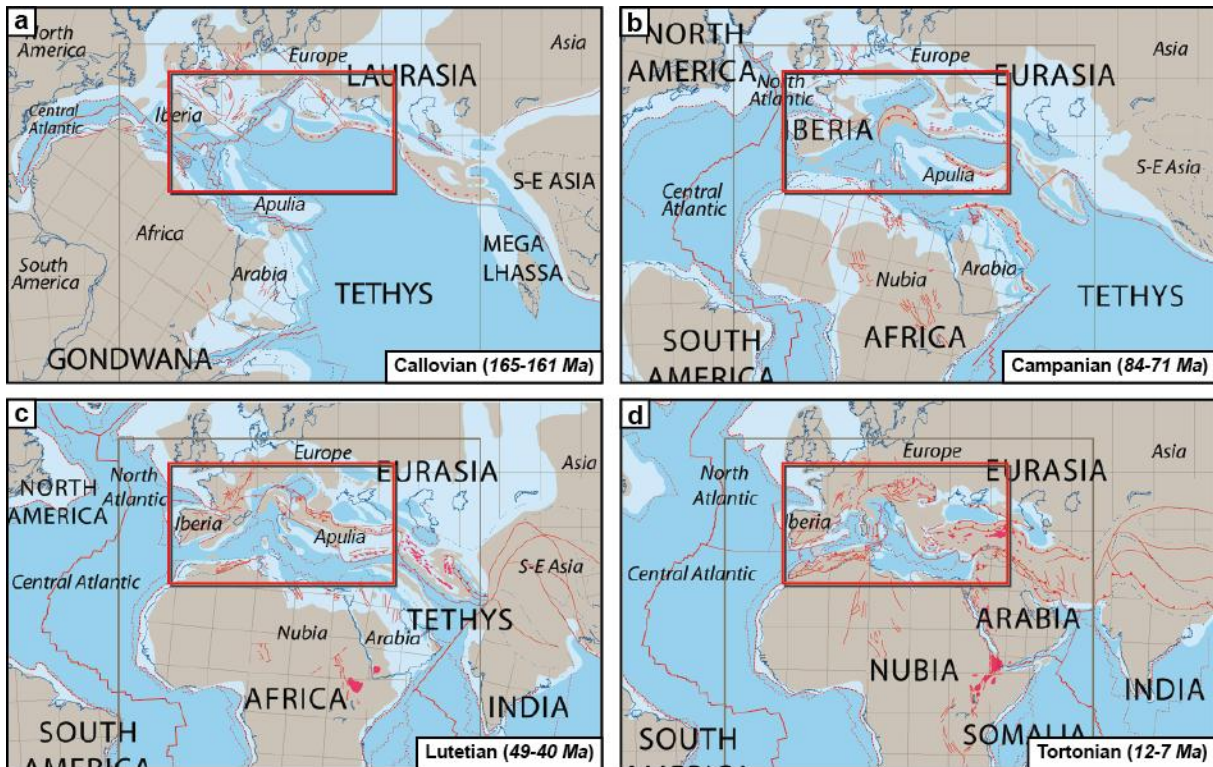 a
North
America
Europe
Asia
LAURASIA
Central
Atlantic
Iberia
S-E ASIA
Apulia
Africa
MEGA
LHASSA
Arabia
South
America
TETHYS
GONDWANA
Callovian (165-161 Ma)
b
NORTH
AMERICA
Europe
Asia
EURASIA
North
Atlantic
IBERIA
S-E Asia
Apulia
Central
Atlantic
Nubia
Arabia
TETHYS
AFRICA
SOUTH
AMERICA
Campanian (84-71 Ma)
c
Europe
Asia
EURASIA
NORTH
AMERICA
North
Atlantic
Iberia
Apulia
S-E Asia
Central Atlantic
TETHYS
Nubia
Arabia
AFRICA
INDIA
SOUTH
AMERICA
Lutetian (49-40 Ma)
d
Europe
Asia
EURASIA
North
Atlantic
Iberia
Central Atlantic
ARABIA
NUBIA
INDIA
SOMALIA
SOUTH
AMERICA
Tortonian (12-7 Ma)